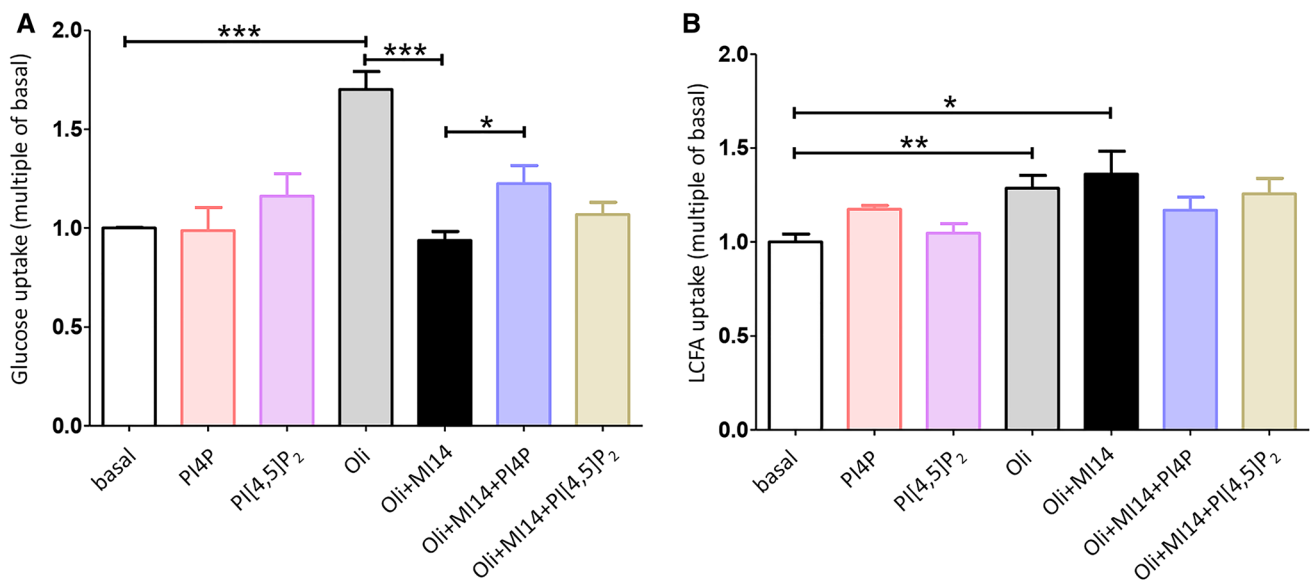 A
Glucose uptake (multiple of basal)
2.0
1.5
1.0
0.5
0.0
***
***
*
basal
PI4P
PI[4,5]P₂
Oli
Oli+MI14
Oli+MI14+PI4P
Oli+MI14+PI[4,5]P₂
B
LCFA uptake (multiple of basal)
2.0
1.5
1.0
0.5
0.0
*
**
basal
PI4P
PI[4,5]P₂
Oli
Oli+MI14
Oli+MI14+PI4P
Oli+MI14+PI[4,5]P₂